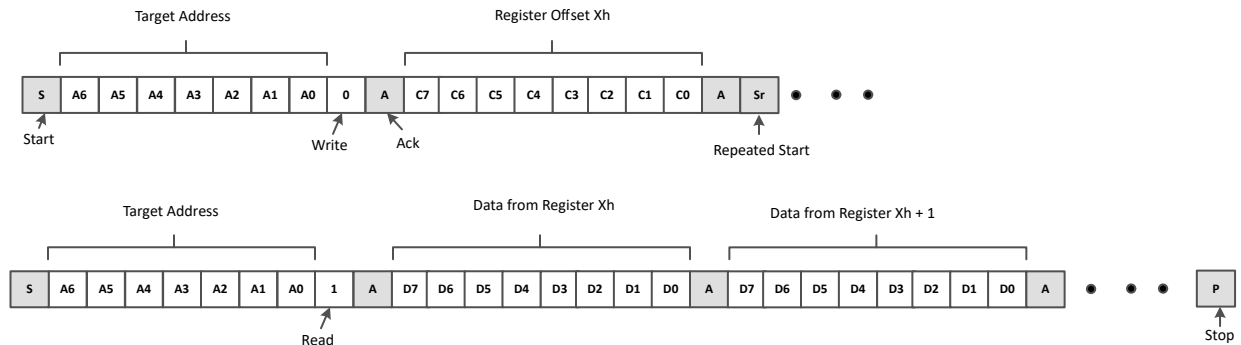 Target Address Register Offset Xh
S A6 A5 A4 A3 A2 A1 A0 0 A C7 C6 C5 C4 C3 C2 C1 C0 A Sr
Start Write Ack Repeated Start
Target Address Data from Register Xh Data from Register Xh + 1
S A6 A5 A4 A3 A2 A1 A0 1 A D7 D6 D5 D4 D3 D2 D1 D0 A D7 D6 D5 D4 D3 D2 D1 D0 A P
Read Stop